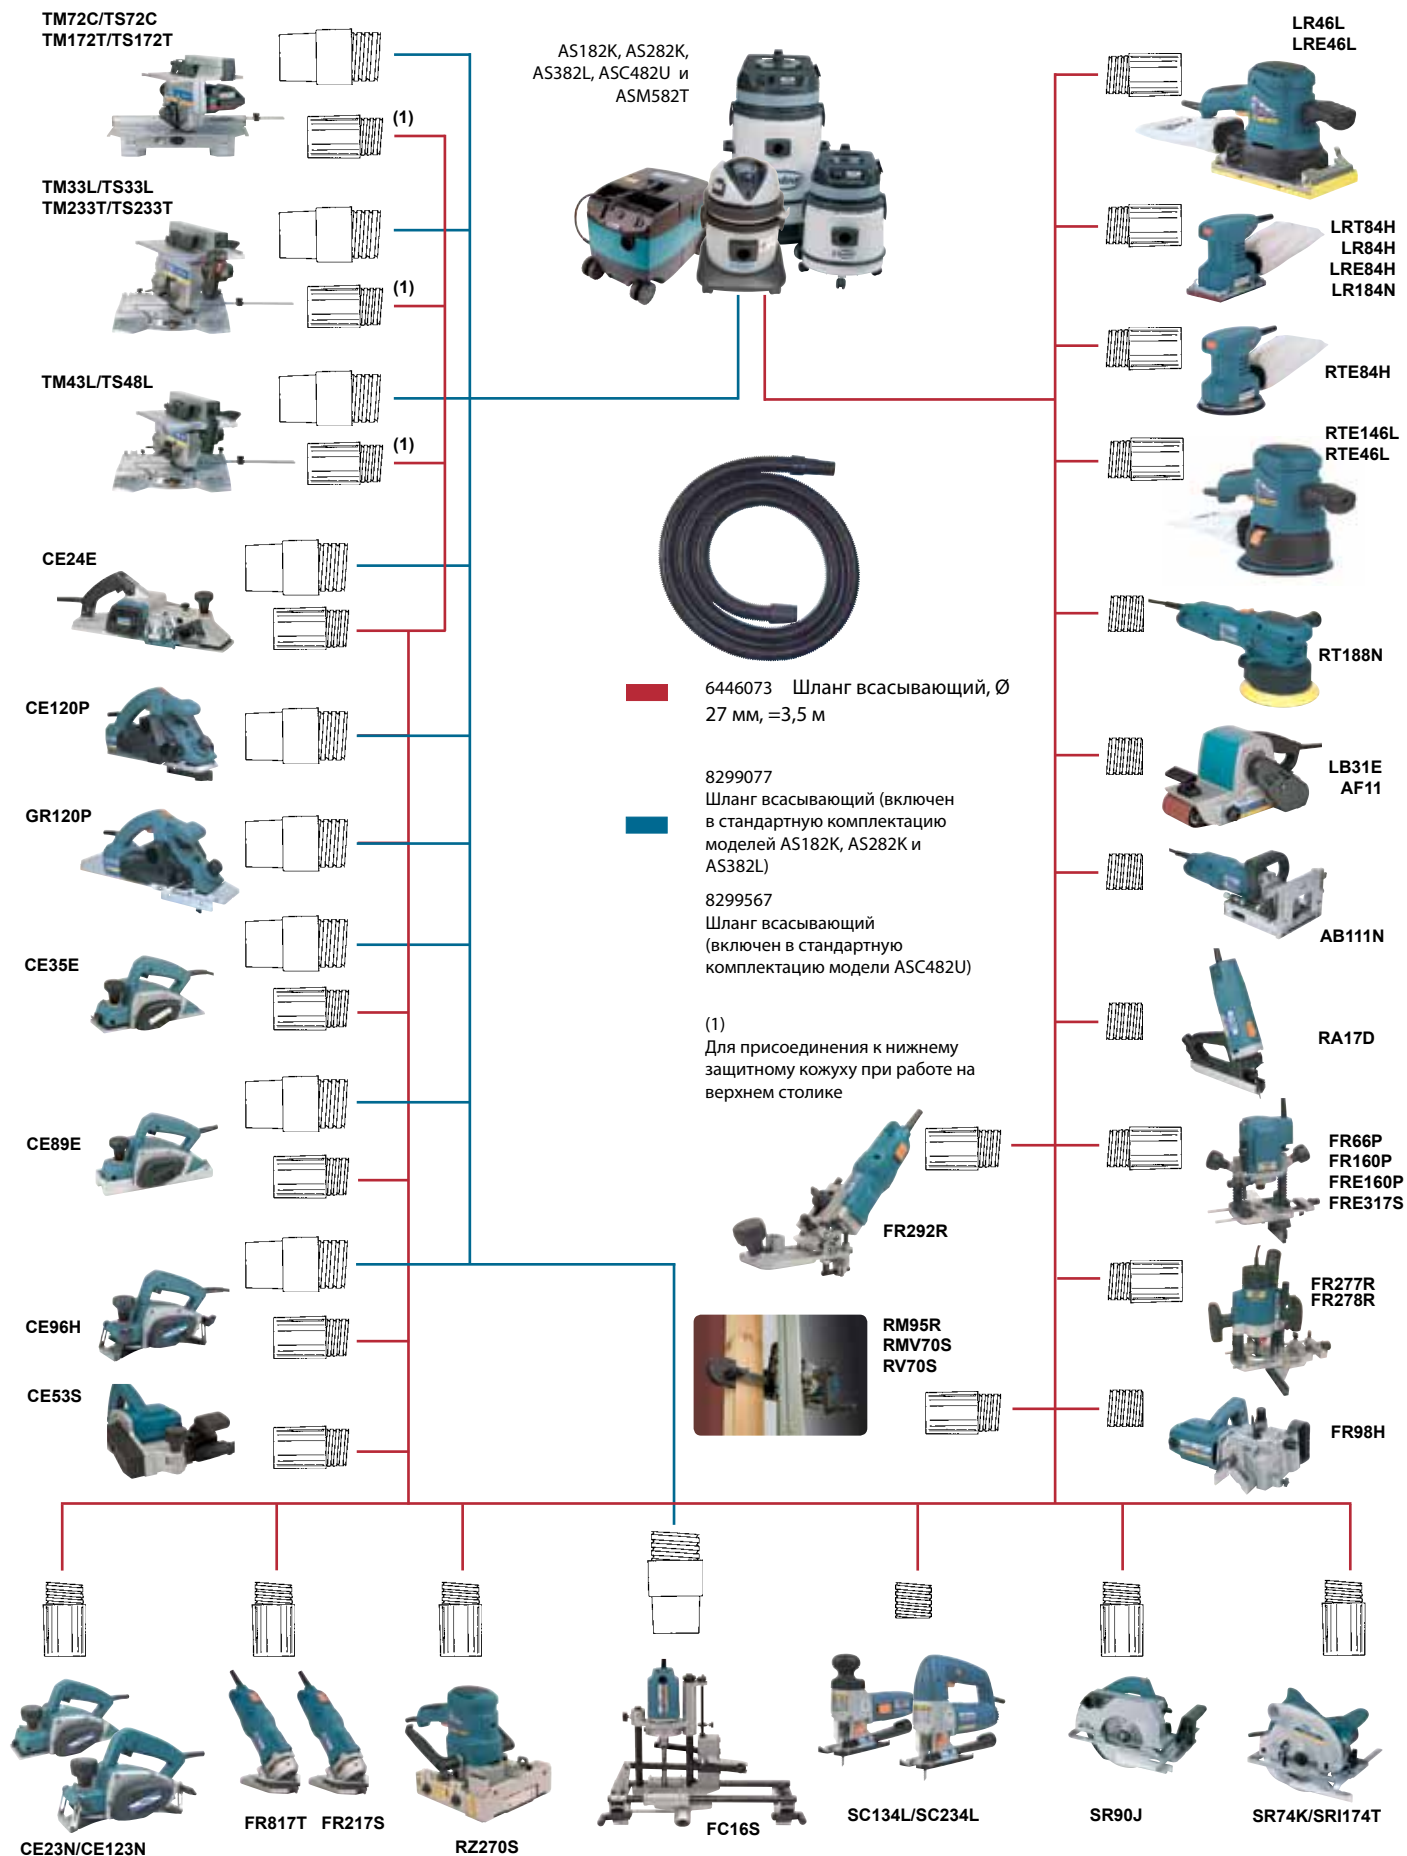 TM72C/TS72C
TM172T/TS172T
(1)
TM33L/TS33L
TM233T/TS233T
(1)
TM43L/TS48L
(1)
CE24E
CE120P
GR120P
CE35E
CE89E
CE96H
CE53S
AS182K, AS282K,
AS382L, ASC482U и
ASM582T
6446073 Шланг всасывающий, Ø
27 мм, =3,5 м
8299077
Шланг всасывающий (включен
в стандартную комплектацию
моделей AS182K, AS282K и
AS382L)
8299567
Шланг всасывающий
(включен в стандартную
комплектацию модели ASC482U)
(1)
Для присоединения к нижнему
защитному кожуху при работе на
верхнем столике
FR292R
RM95R
RMV70S
RV70S
LR46L
LRE46L
LRT84H
LR84H
LRE84H
LR184N
RTE84H
RTE146L
RTE46L
RT188N
LB31E
AF11
AB111N
RA17D
FR66P
FR160P
FRE160P
FRE317S
FR277R
FR278R
FR98H
CE23N/CE123N
FR817T FR217S
RZ270S
FC16S
SC134L/SC234L
SR90J
SR74K/SRI174T